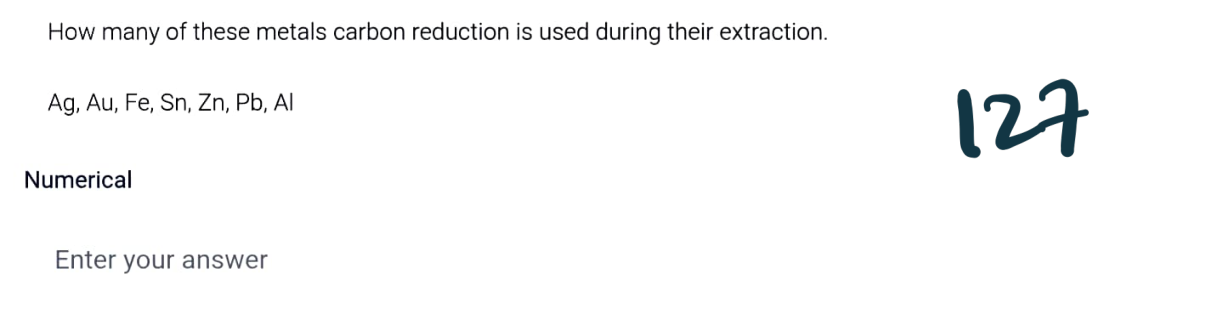 How many of these metals carbon reduction is used during their extraction.
Ag, Au, Fe, Sn, Zn, Pb, Al
127
Numerical
Enter your answer